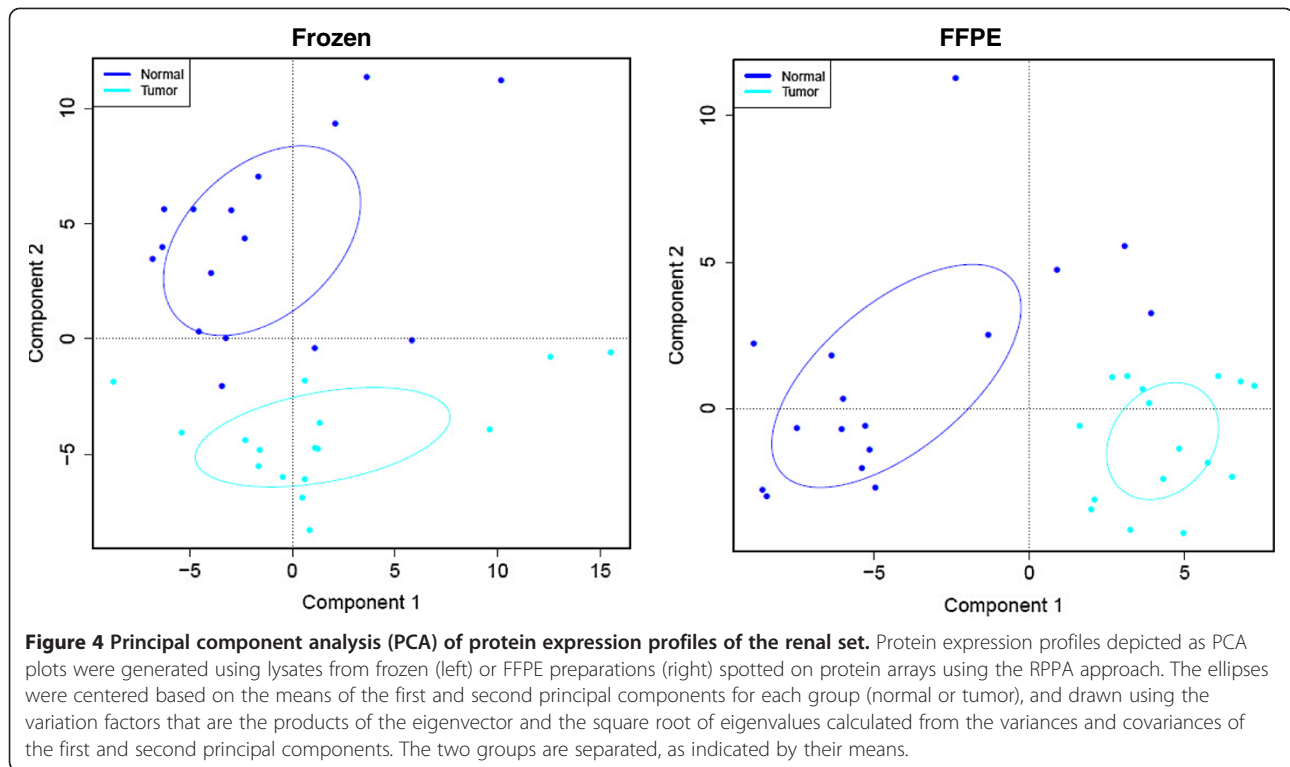 Frozen
Normal
Tumor
10
5
0
−5
−5
0
5
10
15
Component 2
Component 1
FFPE
Normal
Tumor
10
5
0
−5
0
5
Component 2
Component 1
Figure 4 Principal component analysis (PCA) of protein expression profiles of the renal set. Protein expression profiles depicted as PCA
plots were generated using lysates from frozen (left) or FFPE preparations (right) spotted on protein arrays using the RPPA approach. The ellipses
were centered based on the means of the first and second principal components for each group (normal or tumor), and drawn using the
variation factors that are the products of the eigenvector and the square root of eigenvalues calculated from the variances and covariances of
the first and second principal components. The two groups are separated, as indicated by their means.